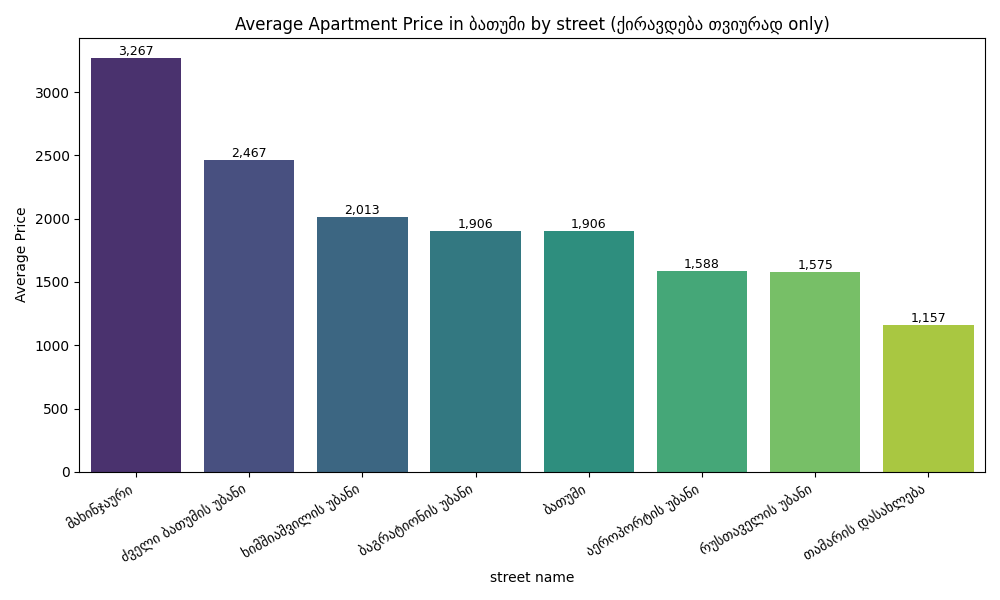 Average Apartment Price in ბათუმი by street (ქირავდება თვიურად only)
Average Price
3000
2500
2000
1500
1000
500
0
3,267
2,467
2,013
1,906
1,906
1,588
1,575
1,157
მახინჯაური
ძველი ბათუმის უბანი
ხიმშიაშვილის უბანი
ბაგრატიონის უბანი
ბათუმი
აეროპორტის უბანი
რუსთაველის უბანი
თამარის დასახლება
street name